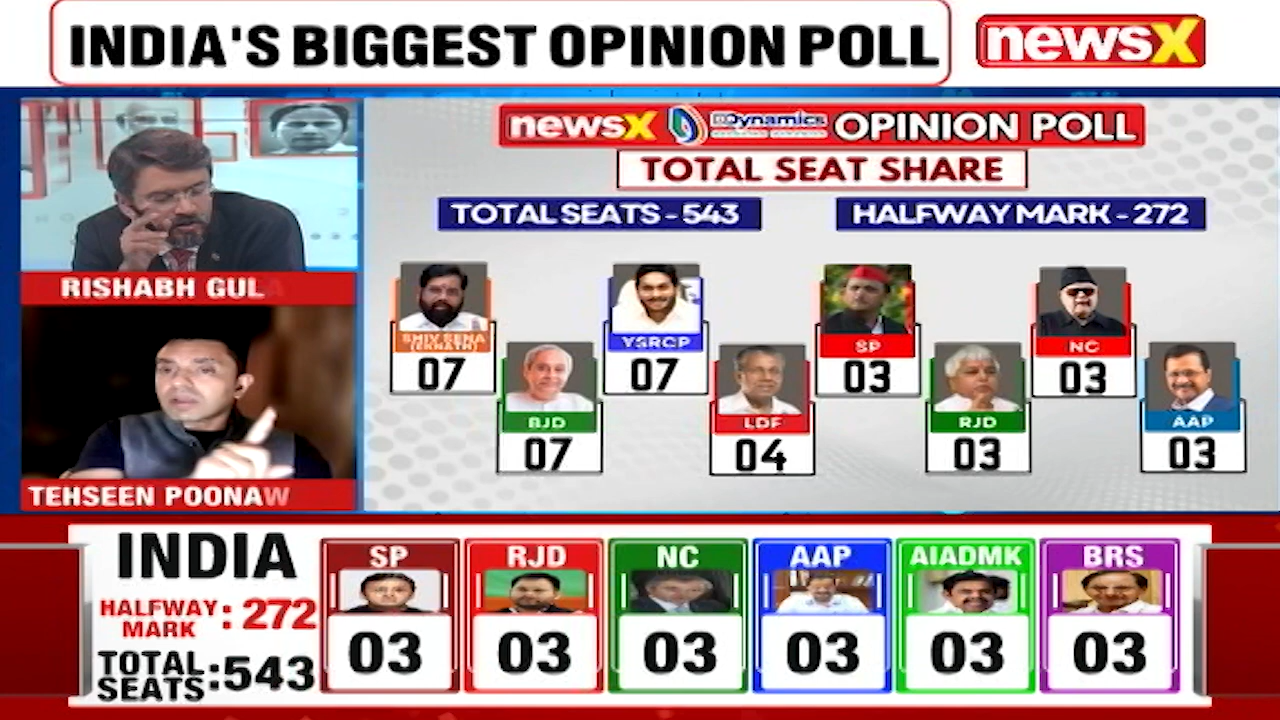 INDIA'S BIGGEST OPINION POLL
newsX
newsX Dynamics OPINION POLL
TOTAL SEAT SHARE
TOTAL SEATS - 543
HALFWAY MARK - 272
RISHABH GUL
TEHSEEN POONAW
SHIV SENA
(EKNATH)
07
BJD
07
YSRCP
07
LDF
04
SP
03
RJD
03
NC
03
AAP
03
INDIA
HALFWAY
MARK : 272
TOTAL
SEATS :543
SP
03
RJD
03
NC
03
AAP
03
AIADMK
03
BRS
03